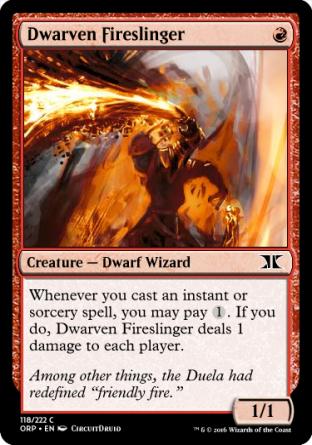 Dwarven Fireslinger
Creature — Dwarf Wizard
Whenever you cast an instant or
sorcery spell, you may pay 1. If you
do, Dwarven Fireslinger deals 1
damage to each player.
Among other things, the Duela had
redefined “friendly fire.”
1/1
118/222 C
ORP • EN CircuitDruid
™ & © 2016 Wizards of the Coast